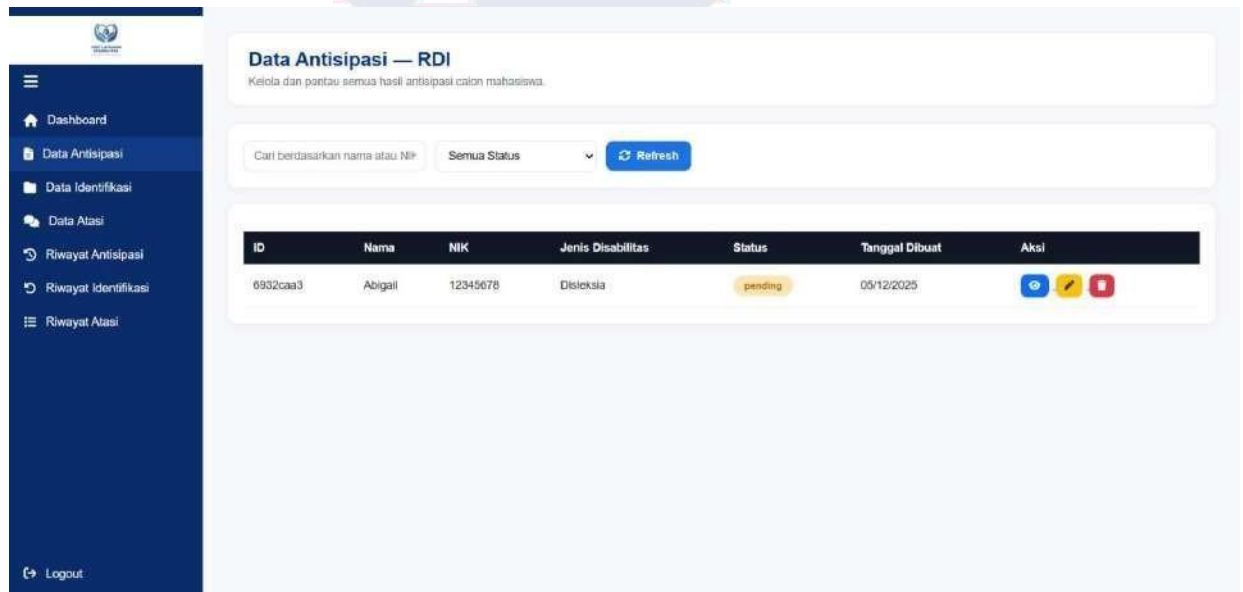 Data Antisipasi — RDI
Kelola dan pantau semua hasil antisipasi calon mahasiswa.
Dashboard
Data Antisipasi
Data Identifikasi
Data Atasi
Riwayat Antisipasi
Riwayat Identifikasi
Riwayat Atasi
Logout
Cari berdasarkan nama atau NIK
Semua Status
Refresh
ID Nama NIK Jenis Disabilitas Status Tanggal Dibuat Aksi
6932caa3 Abigail 12345678 Disleksia pending 05/12/2025